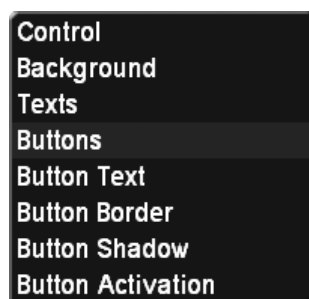 Control
Background
Texts
Buttons
Button Text
Button Border
Button Shadow
Button Activation